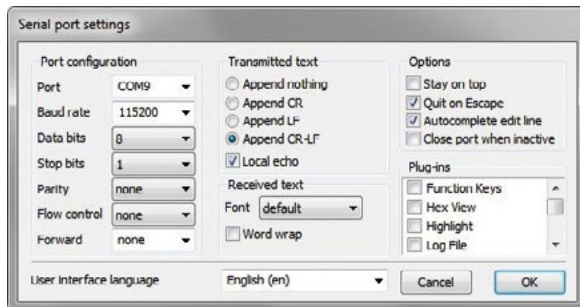 Serial port settings
Port configuration
Port COM9
Baud rate 115200
Data bits 8
Stop bits 1
Parity none
Flow control none
Forward none
Transmitted text
Append nothing
Append CR
Append LF
Append CR-LF
Local echo
Received text
Font default
Word wrap
Options
Stay on top
Quit on Escape
Autocomplete edit line
Close port when inactive
Plug-ins
Function Keys
Hex View
Highlight
Log File
User interface language English (en)
Cancel OK